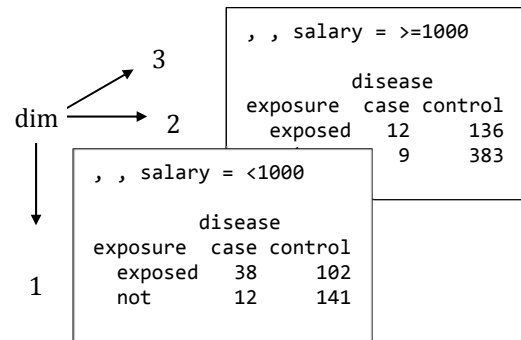 , , salary = >=1000
disease
exposure case control
exposed 12 136
9 383
3
dim
2
1
, , salary = <1000
disease
exposure case control
exposed 38 102
not 12 141